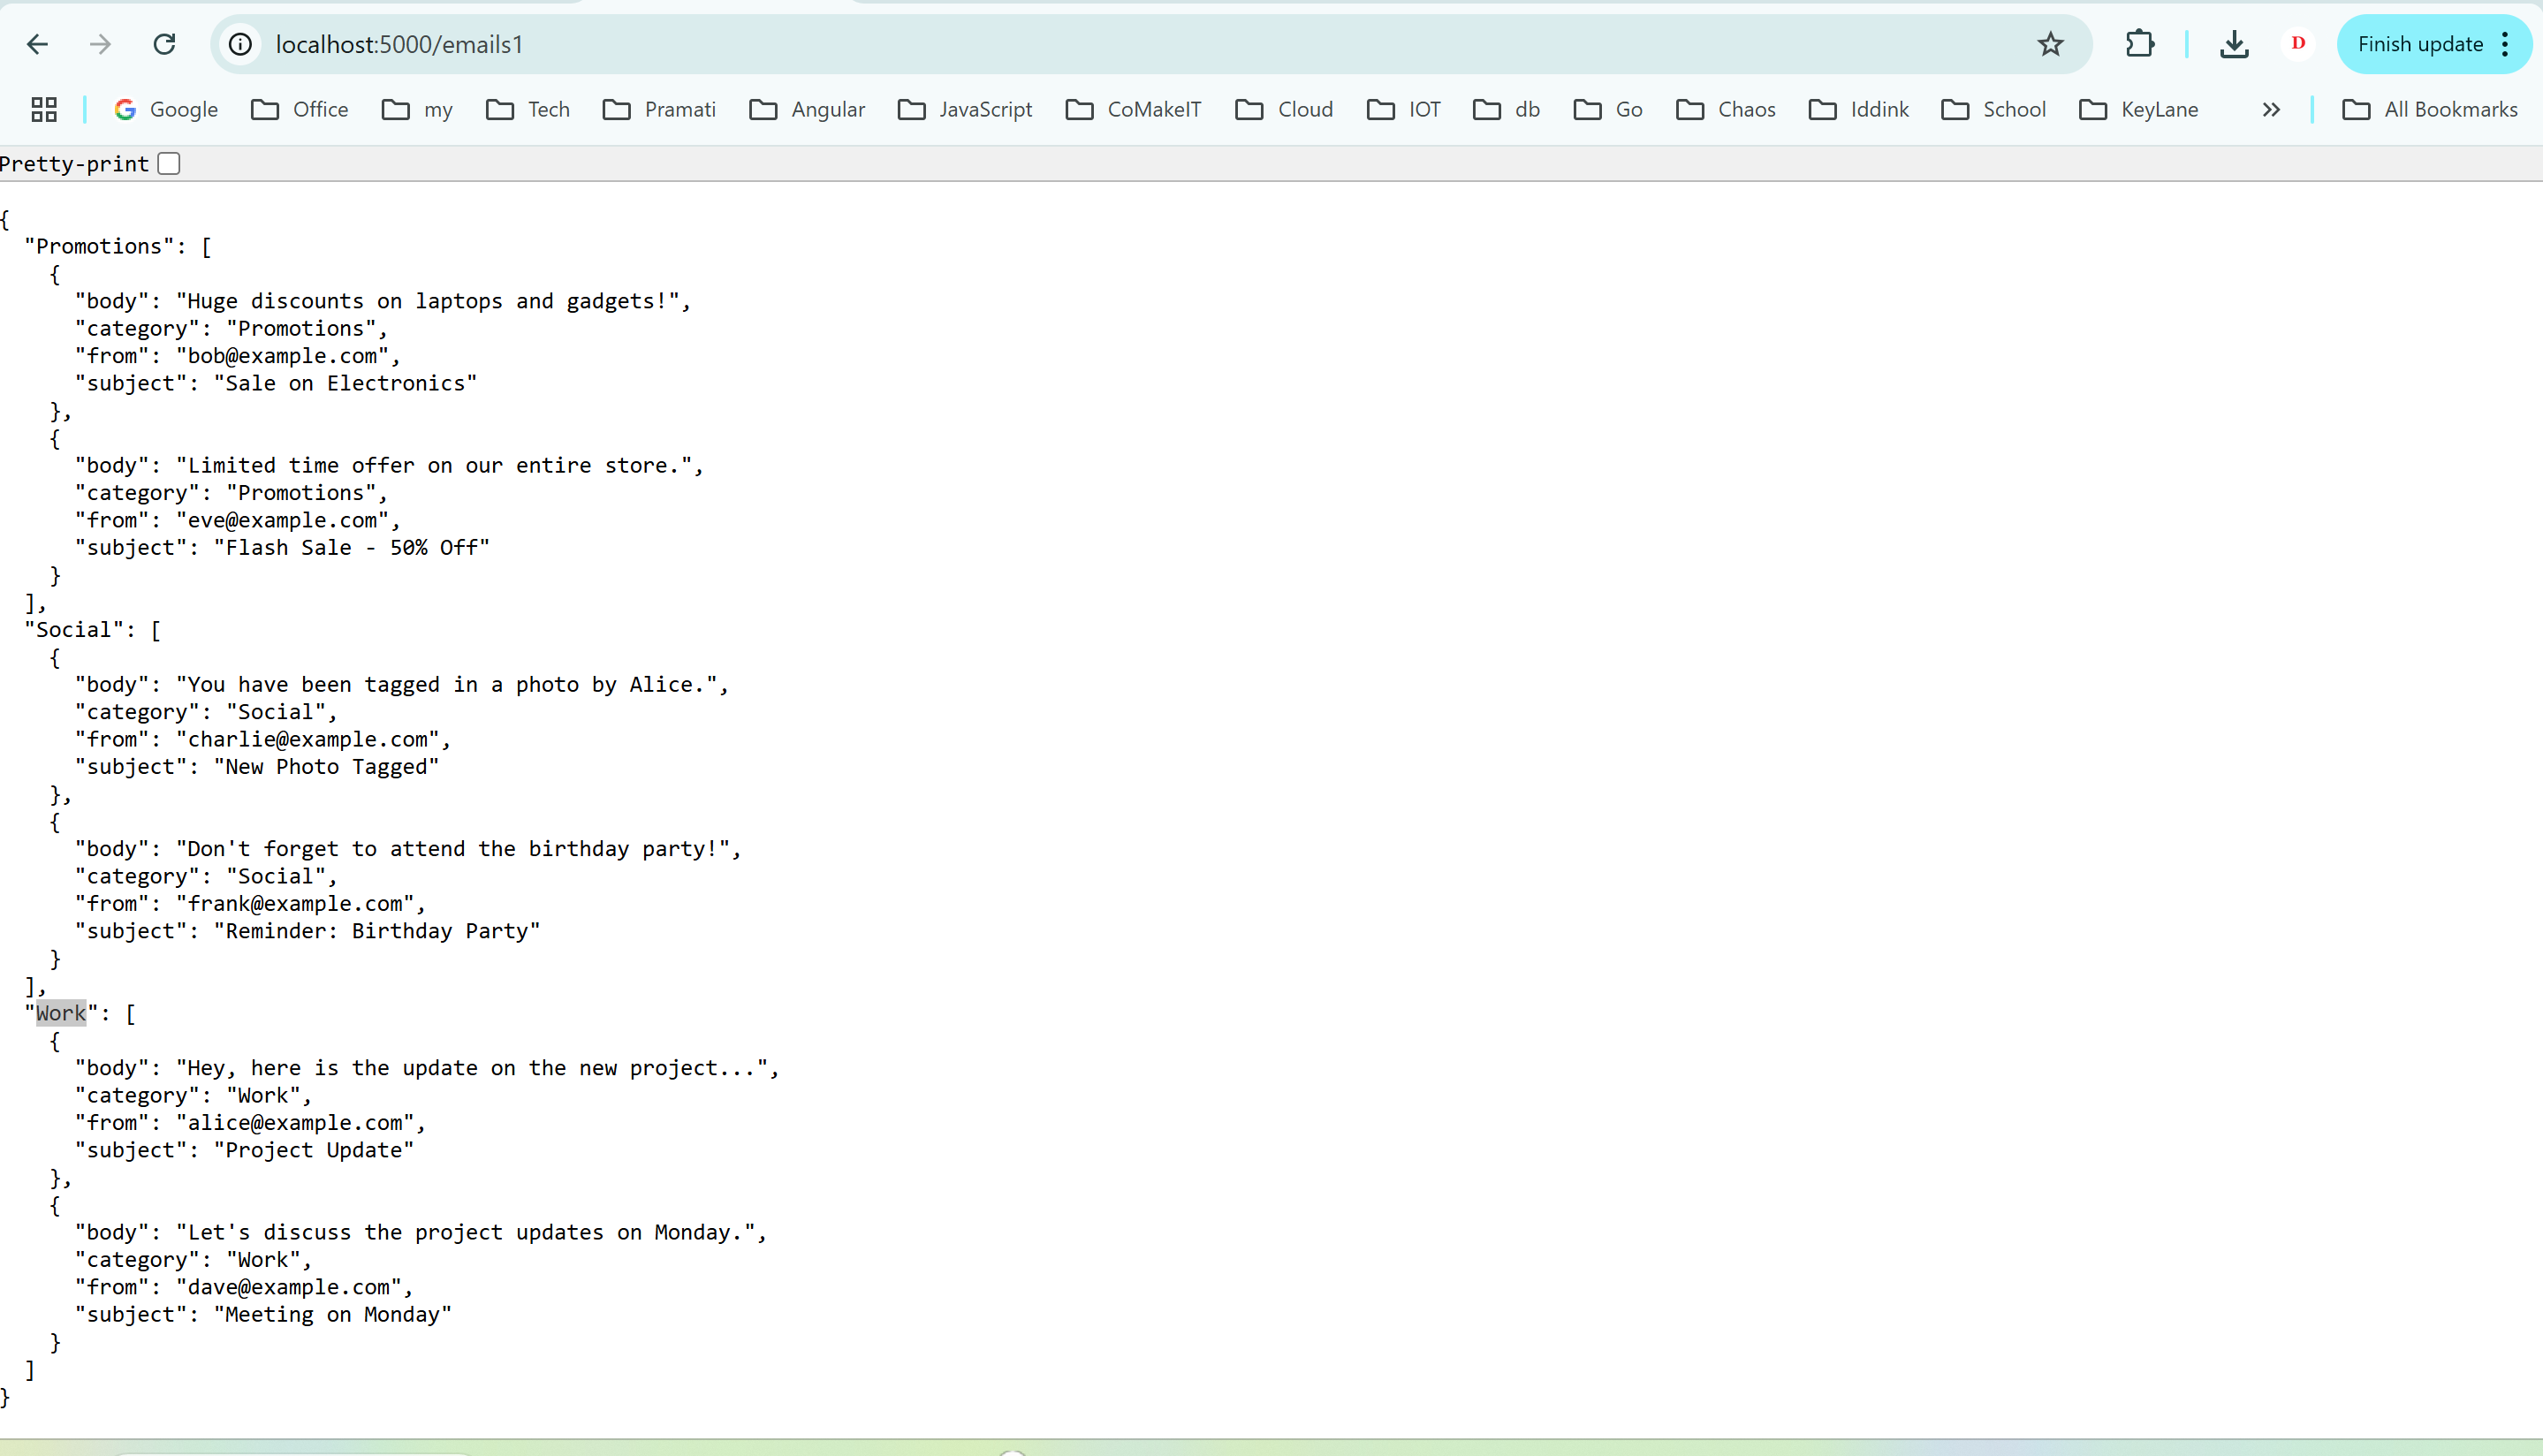 localhost:5000/emails1
D
Finish update
Google Office my Tech Pramati Angular JavaScript CoMakeIT Cloud IOT db Go Chaos Iddink School KeyLane » All Bookmarks
Pretty-print
{
  "Promotions": [
    {
      "body": "Huge discounts on laptops and gadgets!",
      "category": "Promotions",
      "from": "bob@example.com",
      "subject": "Sale on Electronics"
    },
    {
      "body": "Limited time offer on our entire store.",
      "category": "Promotions",
      "from": "eve@example.com",
      "subject": "Flash Sale - 50% Off"
    }
  ],
  "Social": [
    {
      "body": "You have been tagged in a photo by Alice.",
      "category": "Social",
      "from": "charlie@example.com",
      "subject": "New Photo Tagged"
    },
    {
      "body": "Don't forget to attend the birthday party!",
      "category": "Social",
      "from": "frank@example.com",
      "subject": "Reminder: Birthday Party"
    }
  ],
  "Work": [
    {
      "body": "Hey, here is the update on the new project...",
      "category": "Work",
      "from": "alice@example.com",
      "subject": "Project Update"
    },
    {
      "body": "Let's discuss the project updates on Monday.",
      "category": "Work",
      "from": "dave@example.com",
      "subject": "Meeting on Monday"
    }
  ]
}